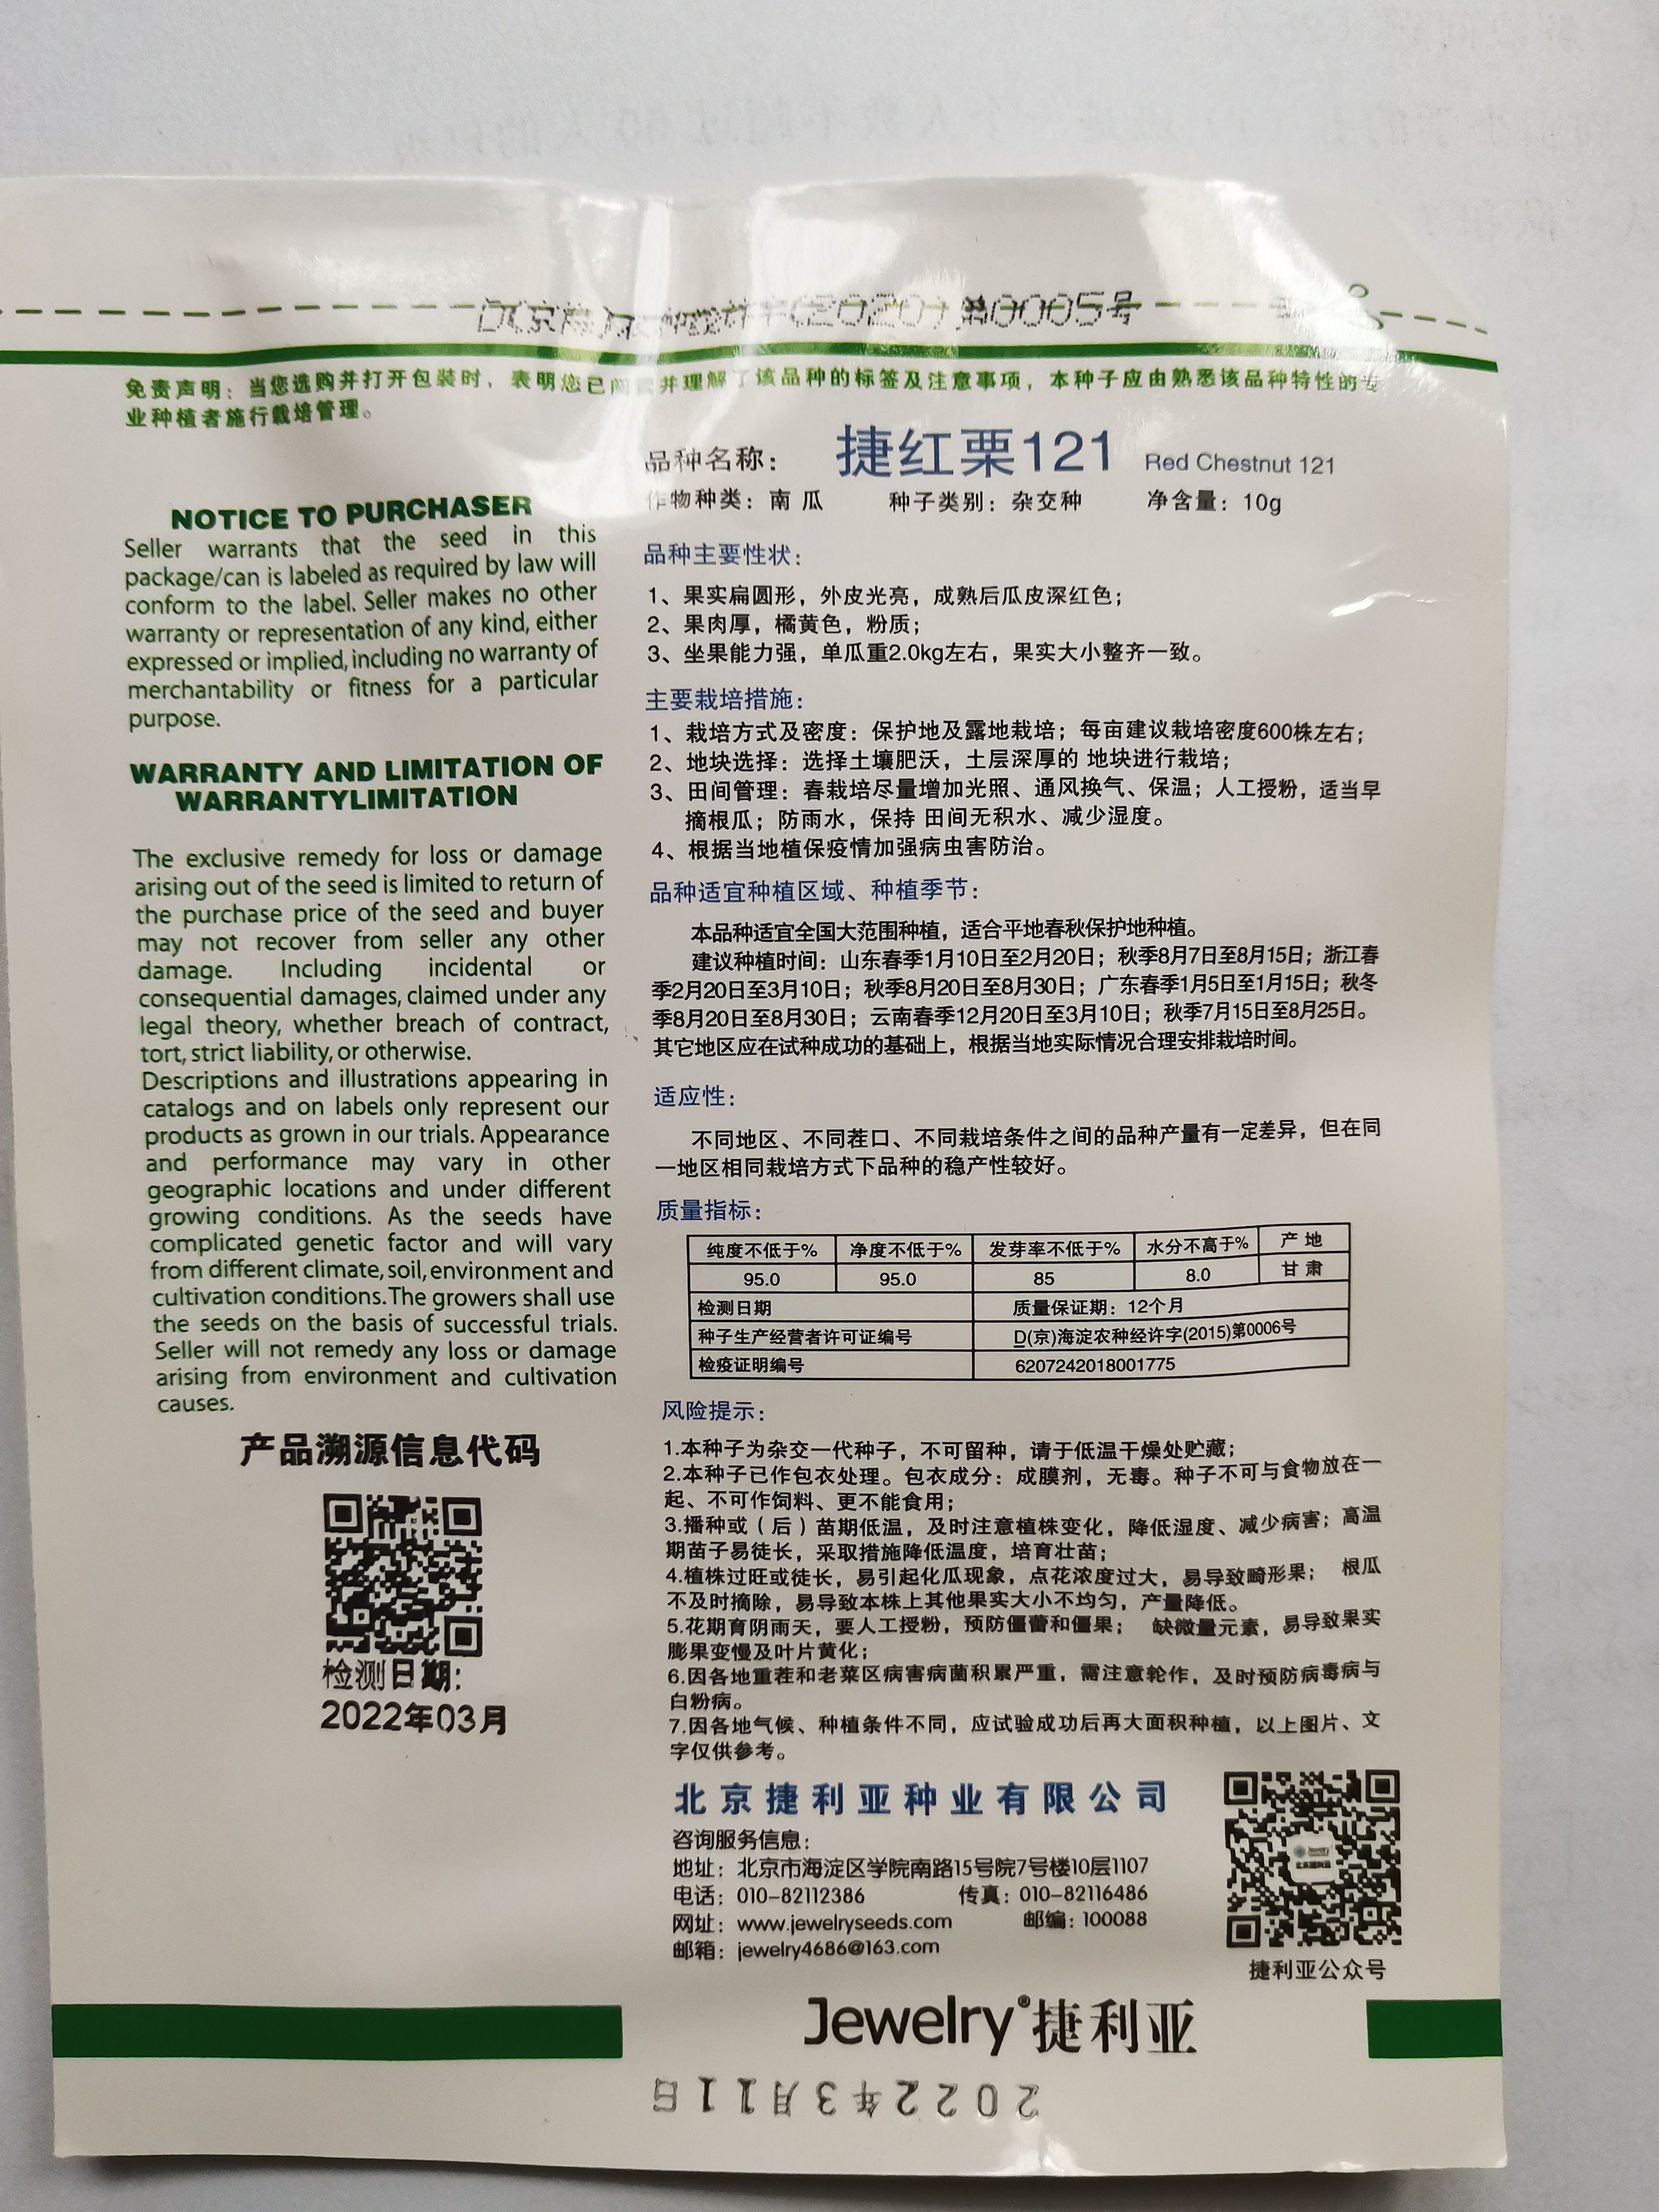 (2020)第0005号
免责声明：当您选购并打开包装时，表明您已阅读并理解了该品种的标签及注意事项，本种子应由熟悉该品种特性的专
业种植者施行栽培管理。
NOTICE TO PURCHASER
Seller warrants that the seed in this
package/can is labeled as required by law will
conform to the label. Seller makes no other
warranty or representation of any kind, either
expressed or implied, including no warranty of
merchantability or fitness for a particular
purpose.
WARRANTY AND LIMITATION OF
WARRANTYLIMITATION
The exclusive remedy for loss or damage
arising out of the seed is limited to return of
the purchase price of the seed and buyer
may not recover from seller any other
damage. Including incidental or
consequential damages, claimed under any
legal theory, whether breach of contract,
tort, strict liability, or otherwise.
Descriptions and illustrations appearing in
catalogs and on labels only represent our
products as grown in our trials. Appearance
and performance may vary in other
geographic locations and under different
growing conditions. As the seeds have
complicated genetic factor and will vary
from different climate, soil, environment and
cultivation conditions.The growers shall use
the seeds on the basis of successful trials.
Seller will not remedy any loss or damage
arising from environment and cultivation
causes.
产品溯源信息代码
检测日期:
2022年03月
品种名称： 捷红栗121 Red Chestnut 121
作物种类：南 瓜 种子类别：杂交种 净含量：10g
品种主要性状：
1、果实扁圆形，外皮光亮，成熟后瓜皮深红色；
2、果肉厚，橘黄色，粉质；
3、坐果能力强，单瓜重2.0kg左右，果实大小整齐一致。
主要栽培措施：
1、栽培方式及密度：保护地及露地栽培；每亩建议栽培密度600株左右；
2、地块选择：选择土壤肥沃，土层深厚的 地块进行栽培；
3、田间管理：春栽培尽量增加光照、通风换气、保温；人工授粉，适当早
摘根瓜；防雨水，保持 田间无积水、减少湿度。
4、根据当地植保疫情加强病虫害防治。
品种适宜种植区域、种植季节：
本品种适宜全国大范围种植，适合平地春秋保护地种植。
建议种植时间：山东春季1月10日至2月20日；秋季8月7日至8月15日；浙江春
季2月20日至3月10日；秋季8月20日至8月30日；广东春季1月5日至1月15日；秋冬
季8月20日至8月30日；云南春季12月20日至3月10日；秋季7月15日至8月25日。
其它地区应在试种成功的基础上，根据当地实际情况合理安排栽培时间。
适应性：
不同地区、不同茬口、不同栽培条件之间的品种产量有一定差异，但在同
一地区相同栽培方式下品种的稳产性较好。
质量指标：
纯度不低于% 净度不低于% 发芽率不低于% 水分不高于% 产 地
95.0 95.0 85 8.0 甘 肃
检测日期 质量保证期：12个月
种子生产经营者许可证编号 D(京)海淀农种经许字(2015)第0006号
检疫证明编号 6207242018001775
风险提示：
1.本种子为杂交一代种子，不可留种，请于低温干燥处贮藏；
2.本种子已作包衣处理。包衣成分：成膜剂，无毒。种子不可与食物放在一
起、不可作饲料、更不能食用；
3.播种或（后）苗期低温，及时注意植株变化，降低湿度、减少病害；高温
期苗子易徒长，采取措施降低温度，培育壮苗；
4.植株过旺或徒长，易引起化瓜现象，点花浓度过大，易导致畸形果； 根瓜
不及时摘除，易导致本株上其他果实大小不均匀，产量降低。
5.花期育阴雨天，要人工授粉，预防僵蕾和僵果； 缺微量元素，易导致果实
膨果变慢及叶片黄化；
6.因各地重茬和老菜区病害病菌积累严重，需注意轮作，及时预防病毒病与
白粉病。
7.因各地气候、种植条件不同，应试验成功后再大面积种植，以上图片、文
字仅供参考。
北京捷利亚种业有限公司
咨询服务信息：
地址：北京市海淀区学院南路15号院7号楼10层1107
电话：010-82112386 传真：010-82116486
网址：www.jewelryseeds.com 邮编：100088
邮箱：jewelry4686@163.com
捷利亚公众号
Jewelry®捷利亚
2022年3月11日